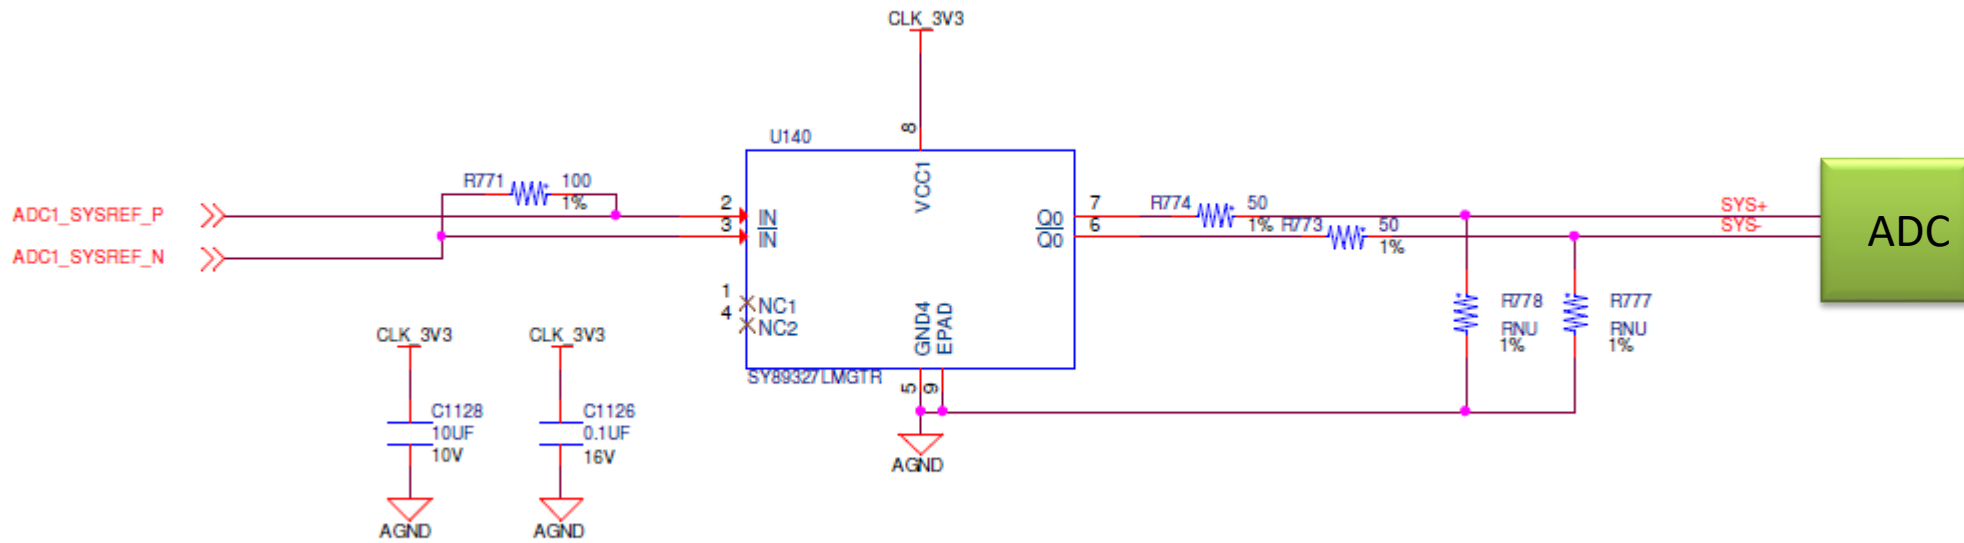 CLK_3V3
U140
8
VCC1
R771
100
1%
ADC1_SYSREF_P
ADC1_SYSREF_N
2
3
IN
IN
1
4
NC1
NC2
GND4
EPAD
Q0
Q0
7
6
R774
50
1%
R773
50
1%
SYS+
SYS-
ADC
R778
RNU
1%
R777
RNU
1%
SY89327LMGTR
5
9
AGND
CLK_3V3
C1128
10UF
10V
AGND
CLK_3V3
C1126
0.1UF
16V
AGND